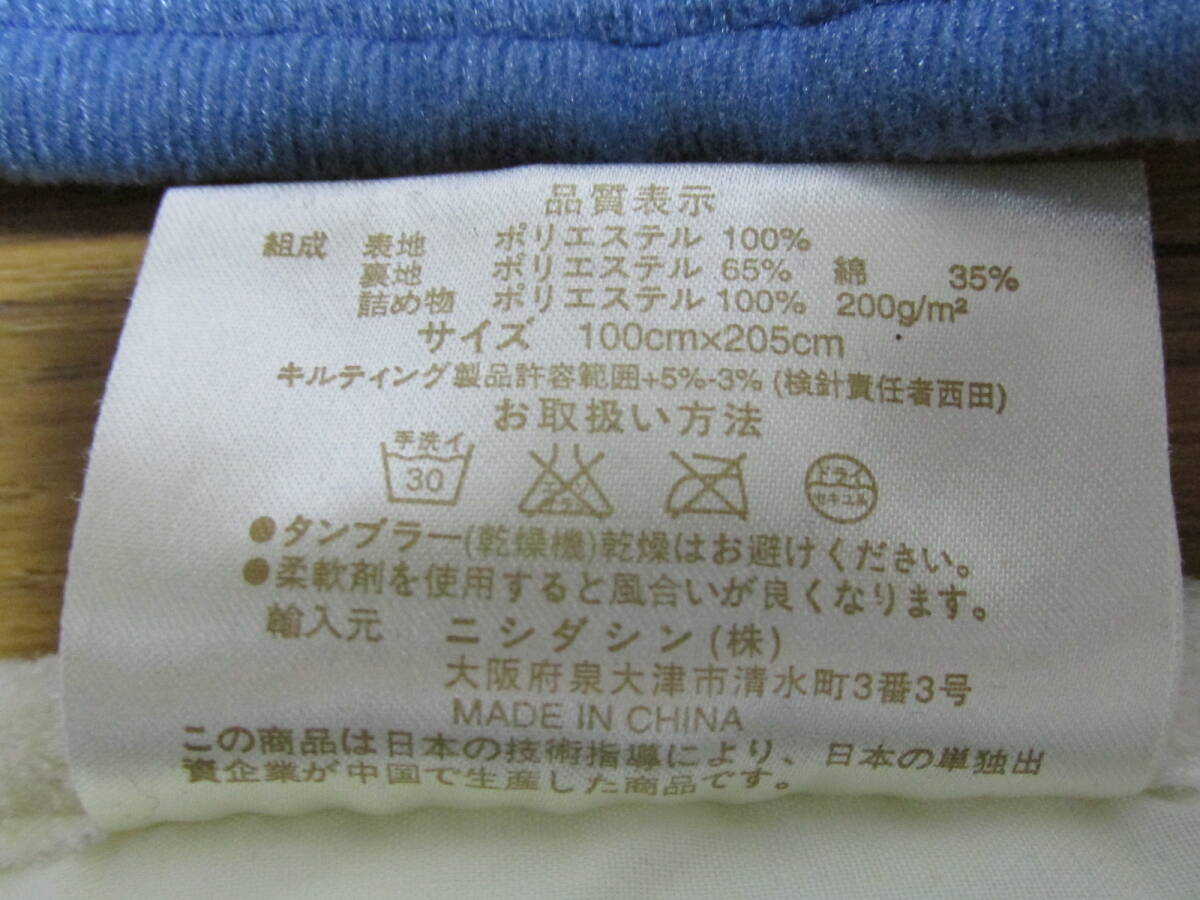 品質表示
組成 表地 ポリエステル 100%
裏地 ポリエステル 65% 綿 35%
詰め物 ポリエステル 100% 200g/m²
サイズ 100cm×205cm
キルティング製品許容範囲+5%-3% (検針責任者西田)
お取扱い方法
手洗イ
30
エンソサラシ
ドライ
セキユ系
●タンブラー(乾燥機)乾燥はお避けください。
●柔軟剤を使用すると風合いが良くなります。
輸入元 ニシダシン(株)
大阪府泉大津市清水町3番3号
MADE IN CHINA
この商品は日本の技術指導により、日本の単独出
資企業が中国で生産した商品です。